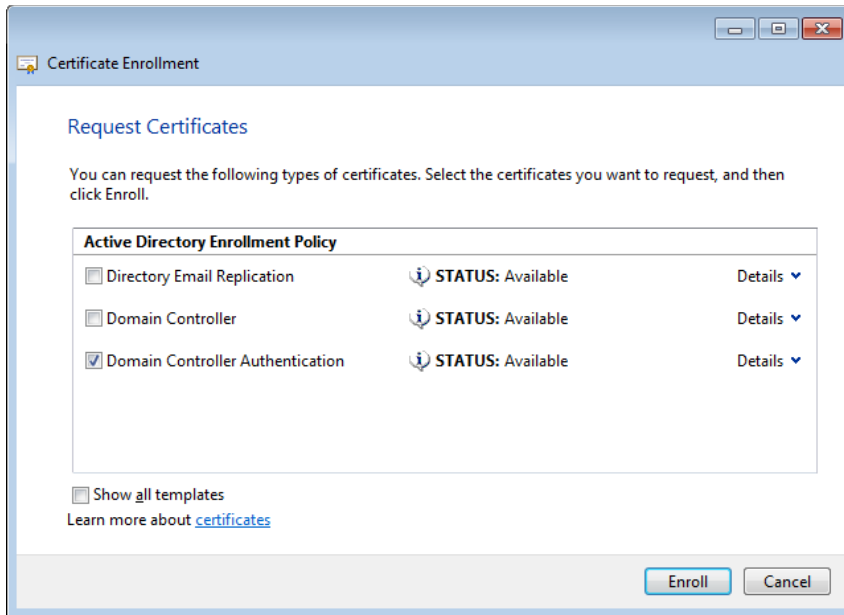 Certificate Enrollment
Request Certificates
You can request the following types of certificates. Select the certificates you want to request, and then
click Enroll.
Active Directory Enrollment Policy
Directory Email Replication STATUS: Available Details
Domain Controller STATUS: Available Details
Domain Controller Authentication STATUS: Available Details
Show all templates
Learn more about certificates
Enroll Cancel